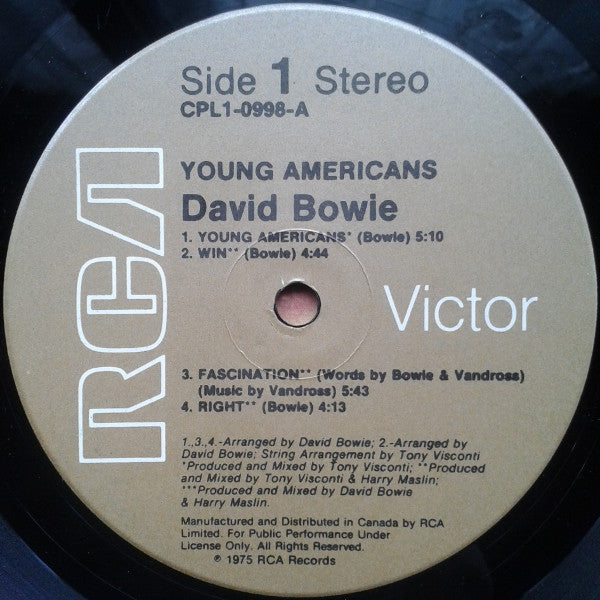 Side 1 Stereo
CPL1-0998-A
YOUNG AMERICANS
David Bowie
1. YOUNG AMERICANS* (Bowie) 5:10
2. WIN** (Bowie) 4:44
RCA
Victor
3. FASCINATION** (Words by Bowie & Vandross)
(Music by Vandross) 5:43
4. RIGHT** (Bowie) 4:13
1.,3.,4.-Arranged by David Bowie; 2.-Arranged
by David Bowie; String Arrangement by Tony Visconti
*Produced and Mixed by Tony Visconti; **Produced
and Mixed by Tony Visconti & Harry Maslin;
***Produced and Mixed by David Bowie
& Harry Maslin.
Manufactured and Distributed in Canada by RCA
Limited. For Public Performance Under
License Only. All Rights Reserved.
℗ 1975 RCA Records